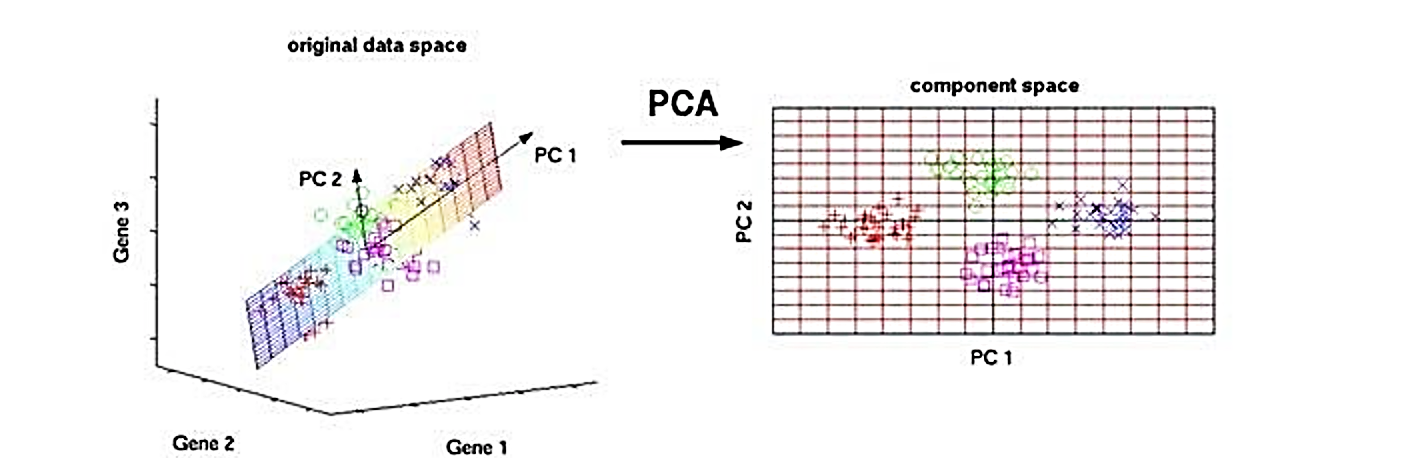 original data space
PC 1
PC 2
Gene 3
Gene 2
Gene 1
PCA
component space
PC 2
PC 1